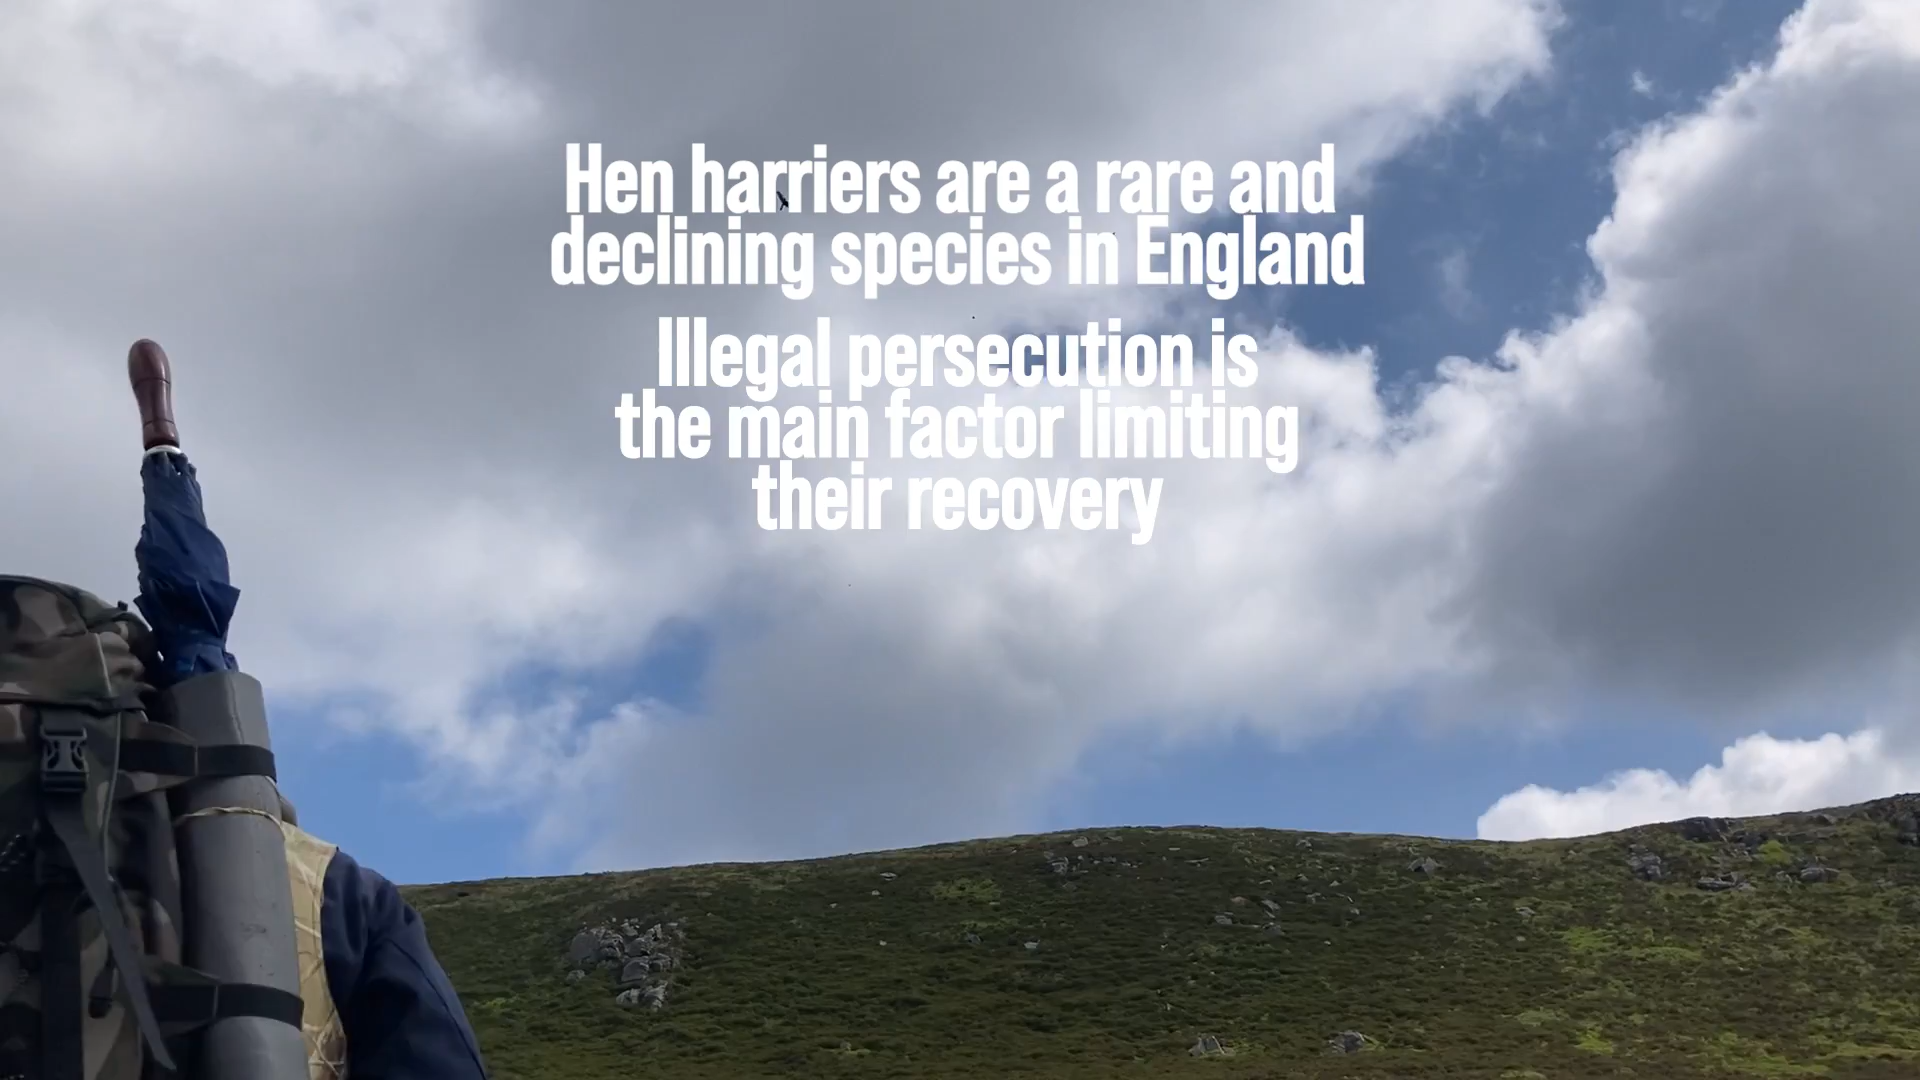 Hen harriers are a rare and
declining species in England
Illegal persecution is
the main factor limiting
their recovery